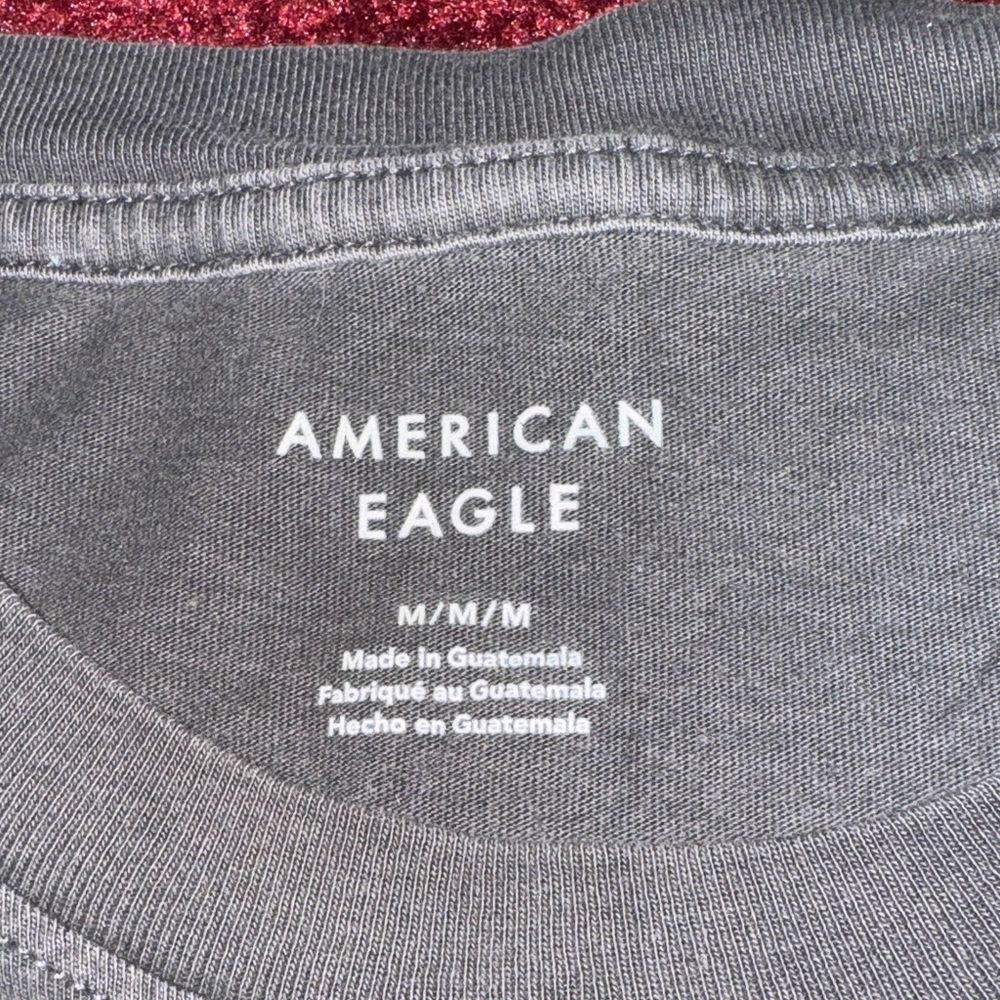 AMERICAN
EAGLE
M/M/M
Made in Guatemala
Fabriqué au Guatemala
Hecho en Guatemala